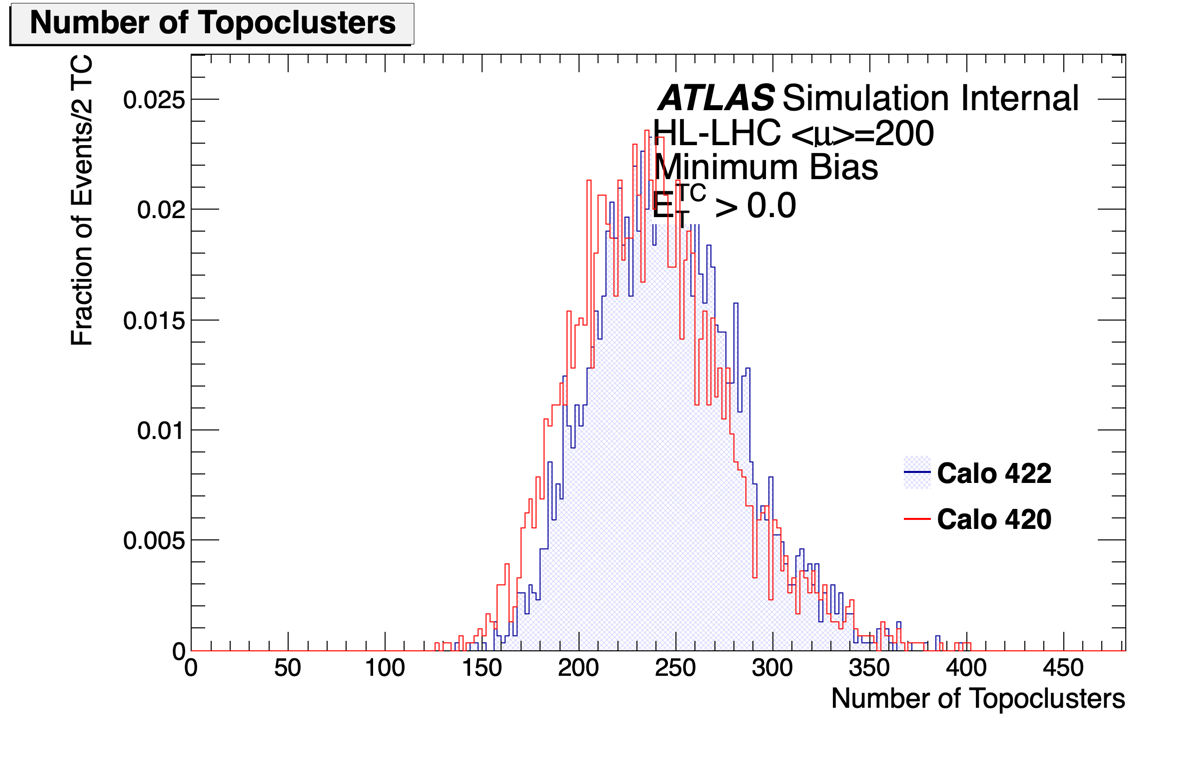 Number of Topoclusters
Fraction of Events/2 TC
0.025
0.02
0.015
0.01
0.005
0
ATLAS Simulation Internal
HL-LHC <μ>=200
Minimum Bias
E_T^TC > 0.0
Calo 422
Calo 420
0 50 100 150 200 250 300 350 400 450
Number of Topoclusters